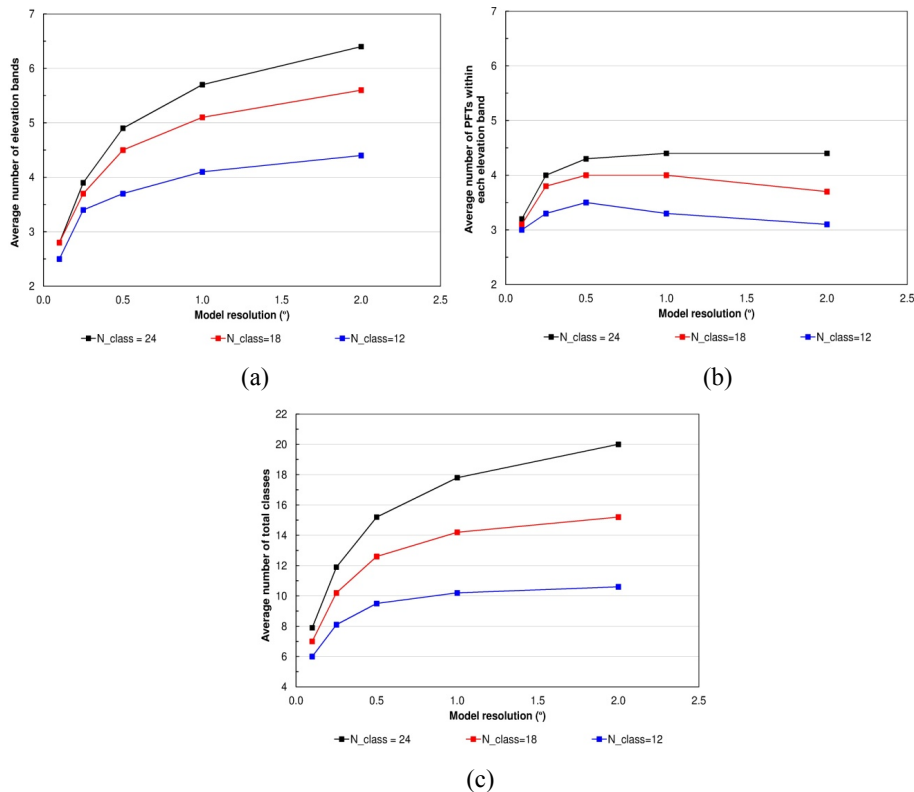 7
6
5
4
3
2
Average number of elevation bands
0.0 0.5 1.0 1.5 2.0 2.5
Model resolution (°)
N_class = 24 N_class=18 N_class=12
(a)
7
6
5
4
3
2
Average number of PFTs within
each elevation band
0.0 0.5 1.0 1.5 2.0 2.5
Model resolution (°)
N_class = 24 N_class=18 N_class=12
(b)
22
20
18
16
14
12
10
8
6
4
Average number of total classes
0.0 0.5 1.0 1.5 2.0 2.5
Model resolution (°)
N_class = 24 N_class=18 N_class=12
(c)